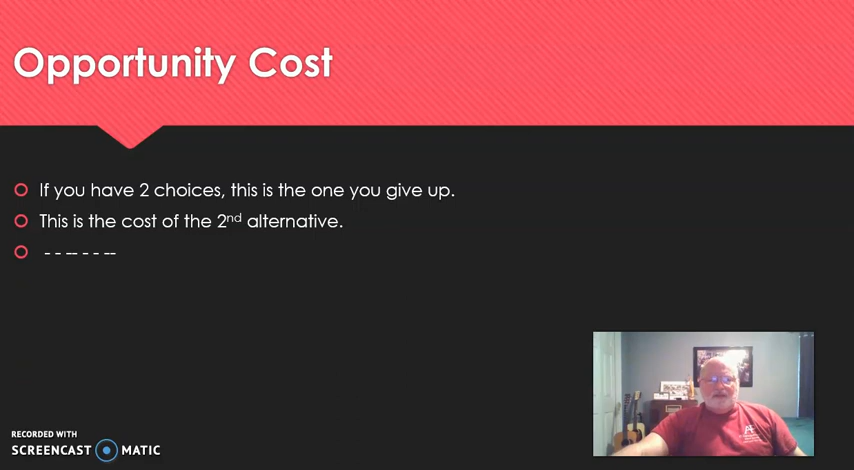 Opportunity Cost
If you have 2 choices, this is the one you give up.
This is the cost of the 2nd alternative.
- - -- - - - --
RECORDED WITH
SCREENCAST MATIC